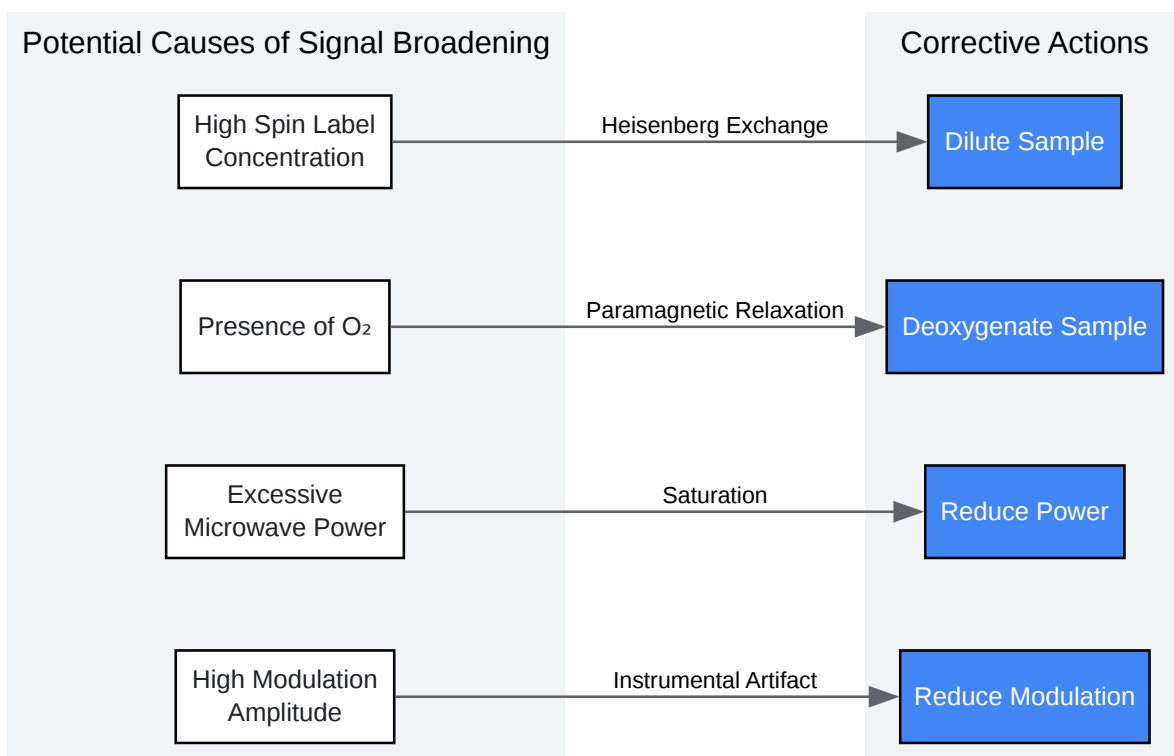 Potential Causes of Signal Broadening
Corrective Actions
High Spin Label
Concentration
Heisenberg Exchange
Dilute Sample
Presence of O₂
Paramagnetic Relaxation
Deoxygenate Sample
Excessive
Microwave Power
Saturation
Reduce Power
High Modulation
Amplitude
Instrumental Artifact
Reduce Modulation